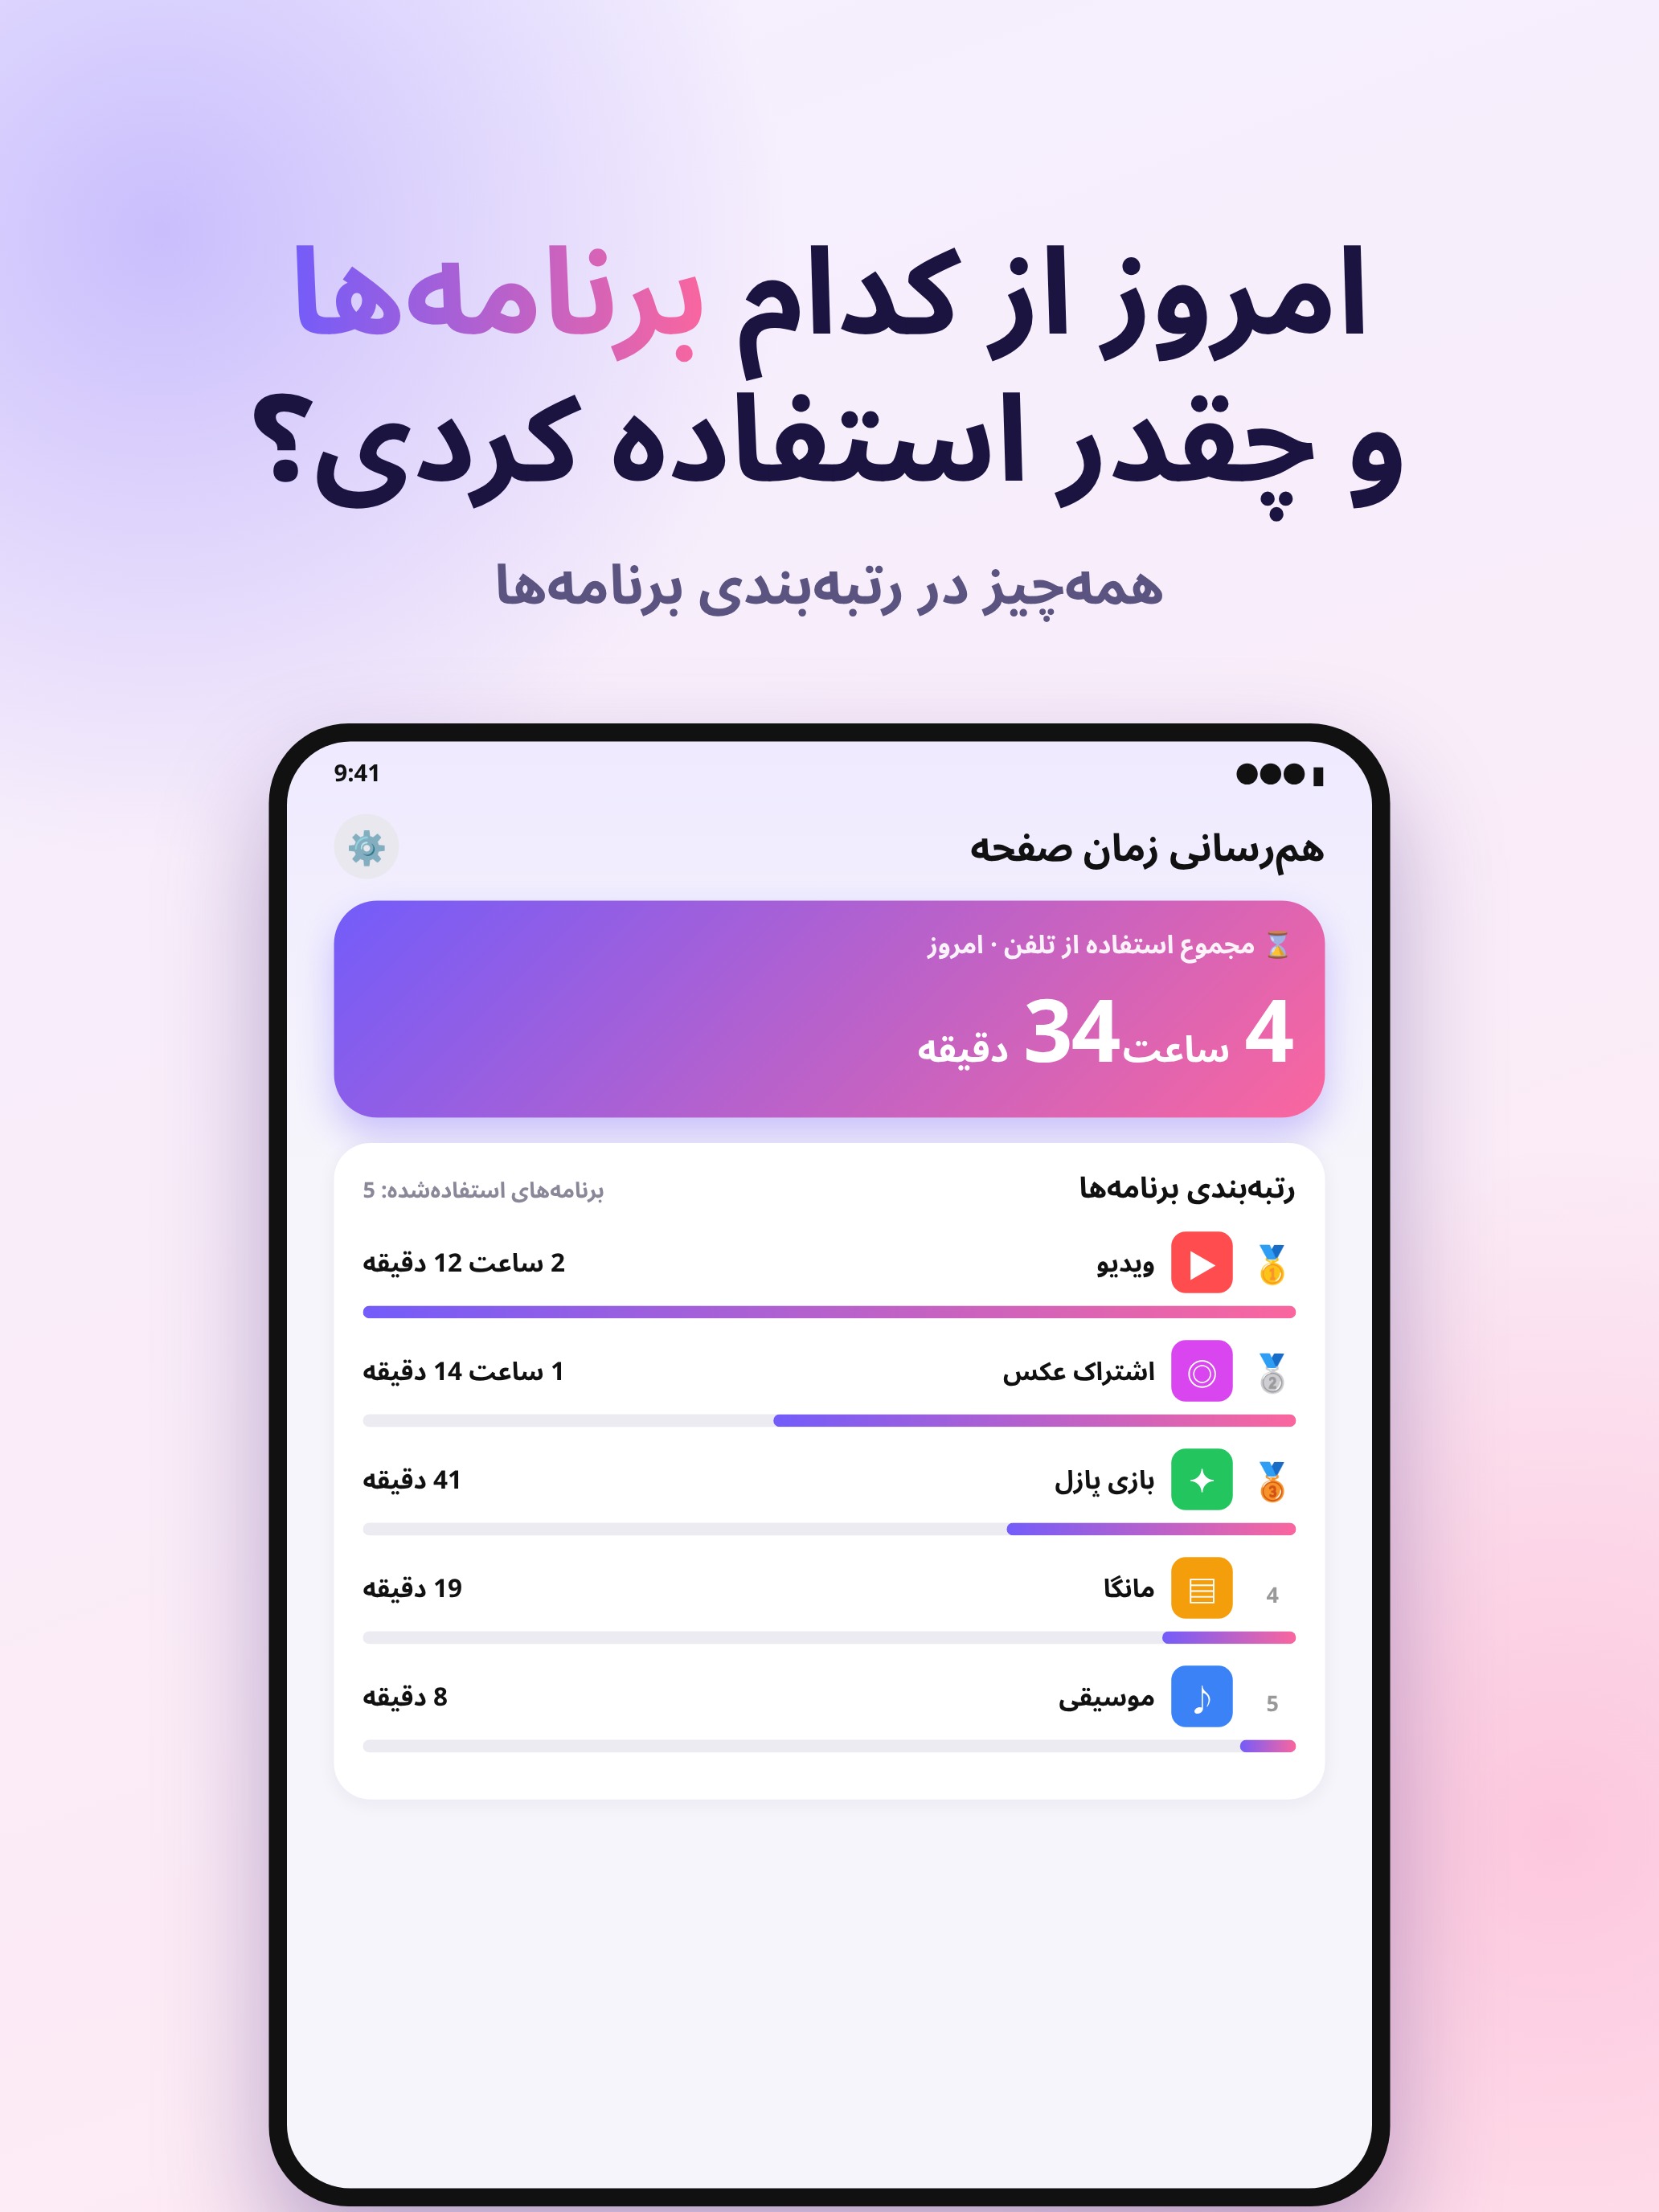 امروز از کدام برنامه‌ها
و چقدر استفاده کردی؟
همه‌چیز در رتبه‌بندی برنامه‌ها
9:41
هم‌رسانی زمان صفحه
⌛ مجموع استفاده از تلفن · امروز
4 ساعت 34 دقیقه
رتبه‌بندی برنامه‌ها
برنامه‌های استفاده‌شده: 5
🥇 ویدیو 2 ساعت 12 دقیقه
🥈 اشتراک عکس 1 ساعت 14 دقیقه
🥉 بازی پازل 41 دقیقه
4 مانگا 19 دقیقه
5 موسیقی 8 دقیقه